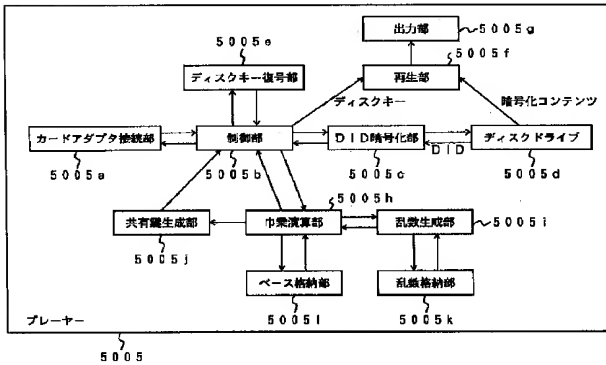 出力部
5005g
5005e
5005f
ディスクキー復号部
再生部
ディスクキー
暗号化コンテンツ
カードアダプタ接続部
制御部
DID暗号化部
ディスクドライブ
DID
5005a
5005b
5005c
5005d
5005h
共有鍵生成部
巾乗演算部
乱数生成部
5005i
5005j
ベース格納部
乱数格納部
プレーヤー
5005l
5005k
5005